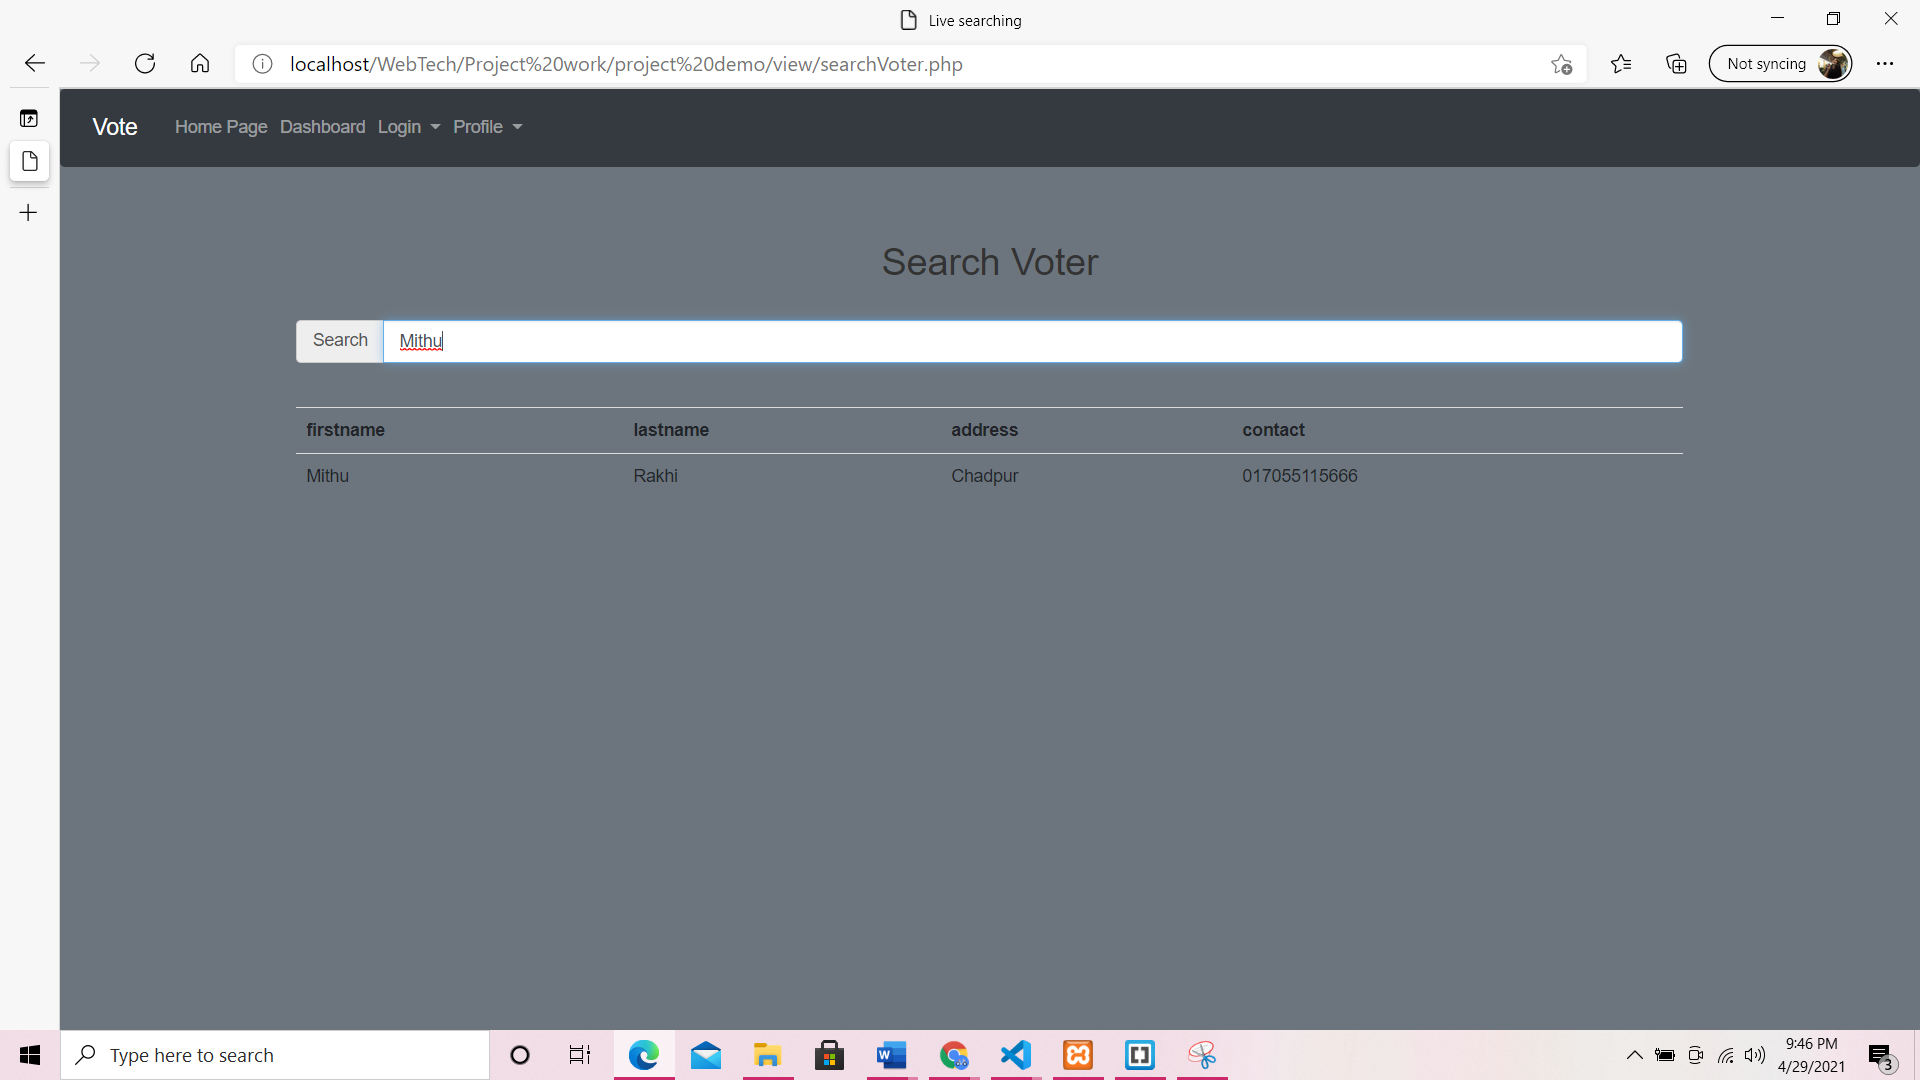 Live searching
localhost/WebTech/Project%20work/project%20demo/view/searchVoter.php
Not syncing
Vote Home Page Dashboard Login Profile
Search Voter
Search Mithu
firstname lastname address contact
Mithu Rakhi Chadpur 017055115666
Type here to search
9:46 PM
4/29/2021
3